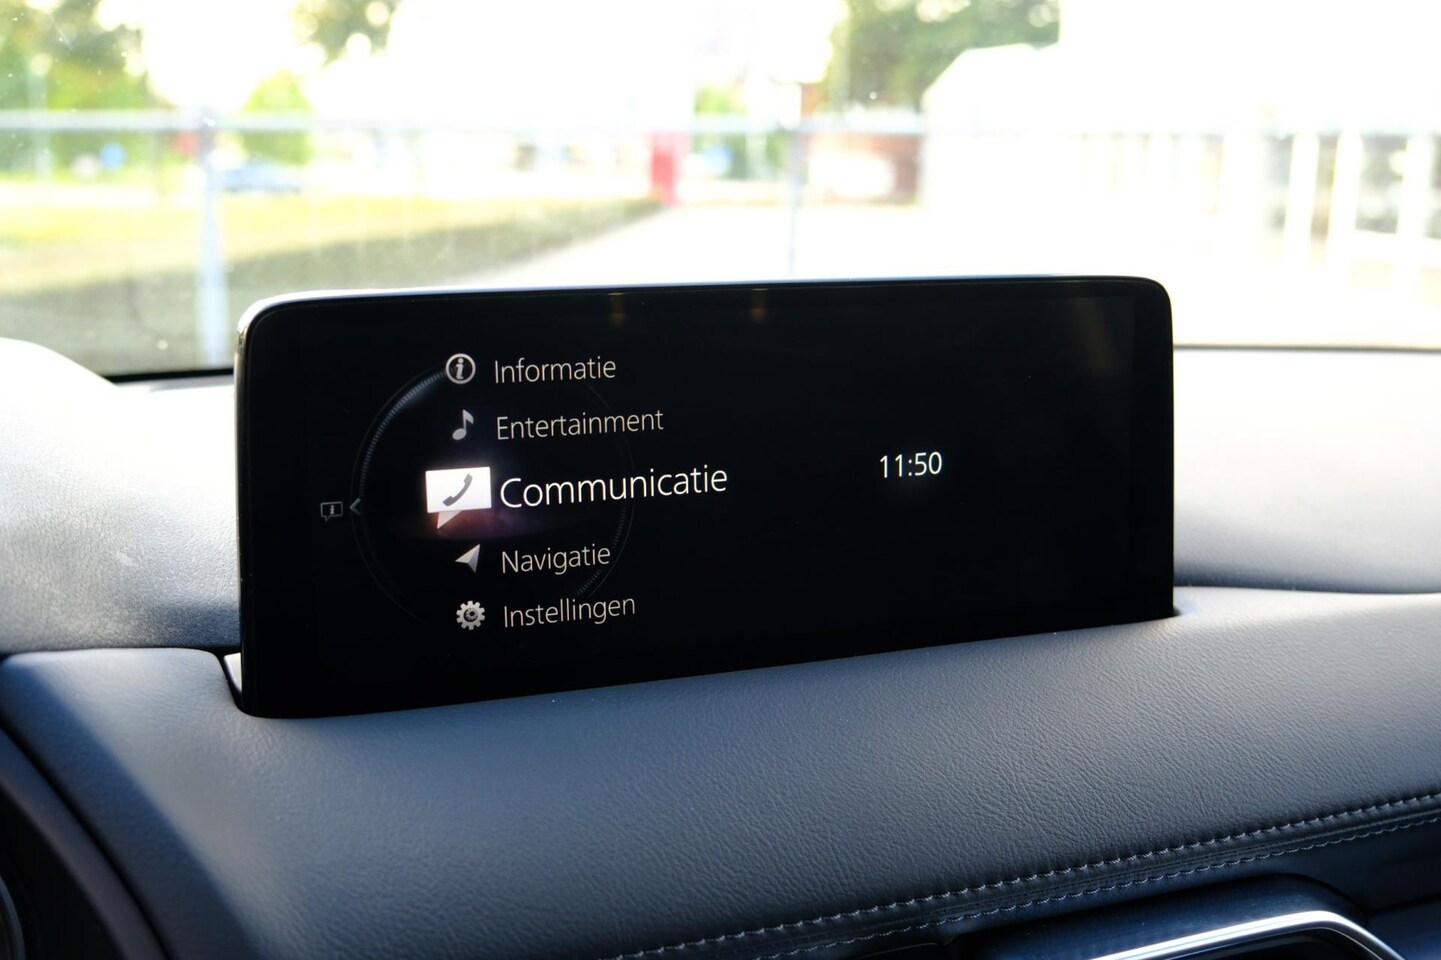 Informatie
Entertainment
Communicatie
11:50
Navigatie
Instellingen